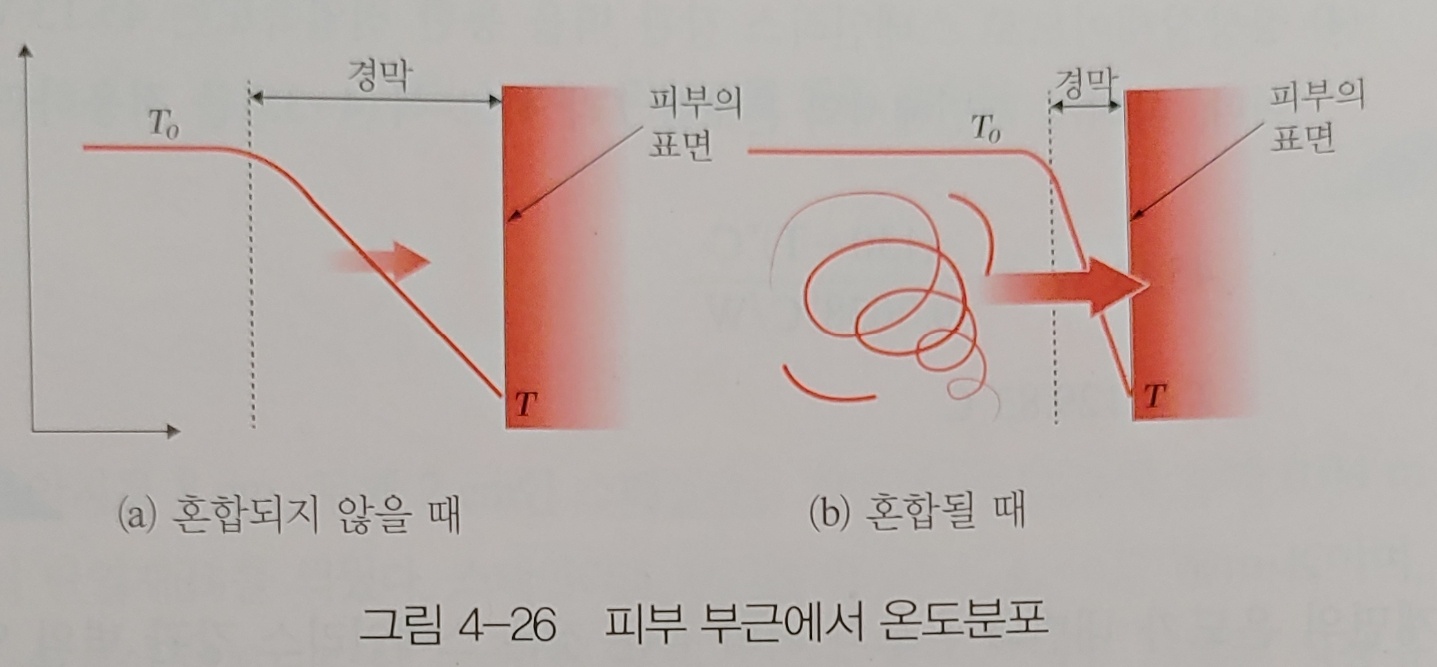 경막
T₀
피부의
표면
T
(a) 혼합되지 않을 때
경막
T₀
피부의
표면
T
(b) 혼합될 때
그림 4-26 피부 부근에서 온도분포